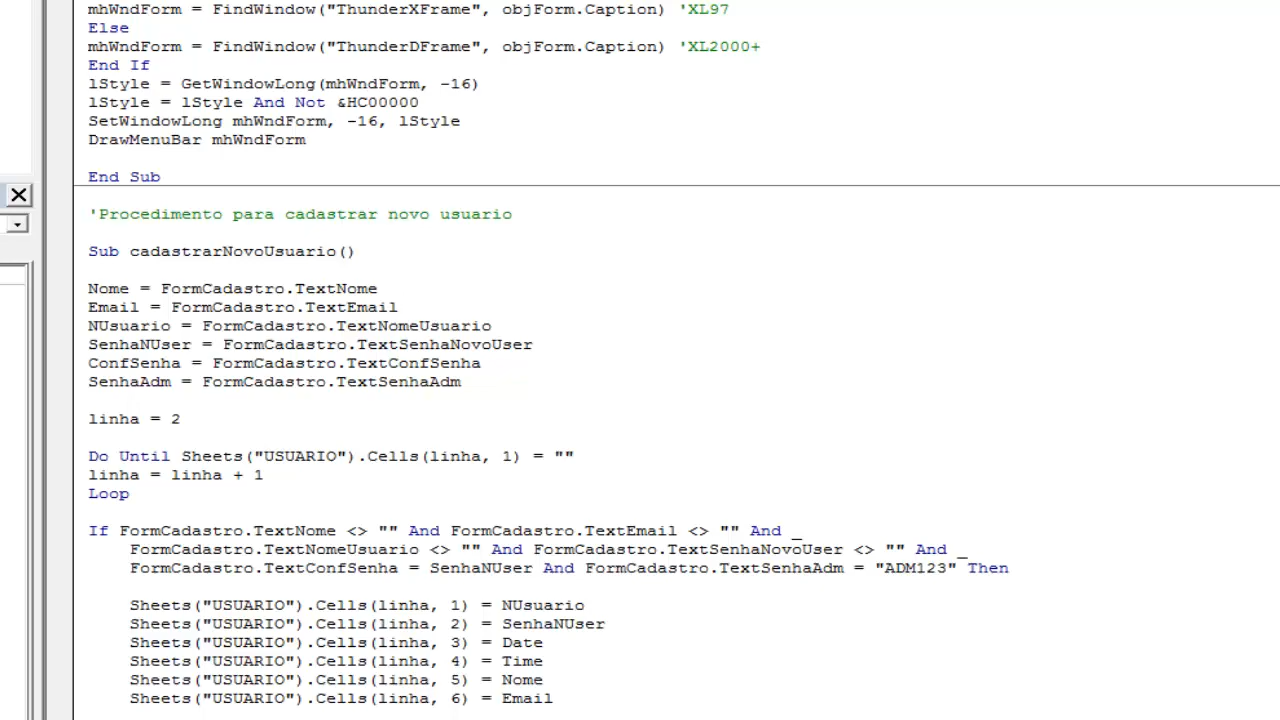 mhWndForm = FindWindow("ThunderXFrame", objForm.Caption) 'XL97
Else
mhWndForm = FindWindow("ThunderDFrame", objForm.Caption) 'XL2000+
End If
lStyle = GetWindowLong(mhWndForm, -16)
lStyle = lStyle And Not &HC00000
SetWindowLong mhWndForm, -16, lStyle
DrawMenuBar mhWndForm
End Sub
'Procedimento para cadastrar novo usuario
Sub cadastrarNovoUsuario()
Nome = FormCadastro.TextNome
Email = FormCadastro.TextEmail
NUsuario = FormCadastro.TextNomeUsuario
SenhaNUser = FormCadastro.TextSenhaNovoUser
ConfSenha = FormCadastro.TextConfSenha
SenhaAdm = FormCadastro.TextSenhaAdm
linha = 2
Do Until Sheets("USUARIO").Cells(linha, 1) = ""
linha = linha + 1
Loop
If FormCadastro.TextNome <> "" And FormCadastro.TextEmail <> "" And _
FormCadastro.TextNomeUsuario <> "" And FormCadastro.TextSenhaNovoUser <> "" And _
FormCadastro.TextConfSenha = SenhaNUser And FormCadastro.TextSenhaAdm = "ADM123" Then
Sheets("USUARIO").Cells(linha, 1) = NUsuario
Sheets("USUARIO").Cells(linha, 2) = SenhaNUser
Sheets("USUARIO").Cells(linha, 3) = Date
Sheets("USUARIO").Cells(linha, 4) = Time
Sheets("USUARIO").Cells(linha, 5) = Nome
Sheets("USUARIO").Cells(linha, 6) = Email